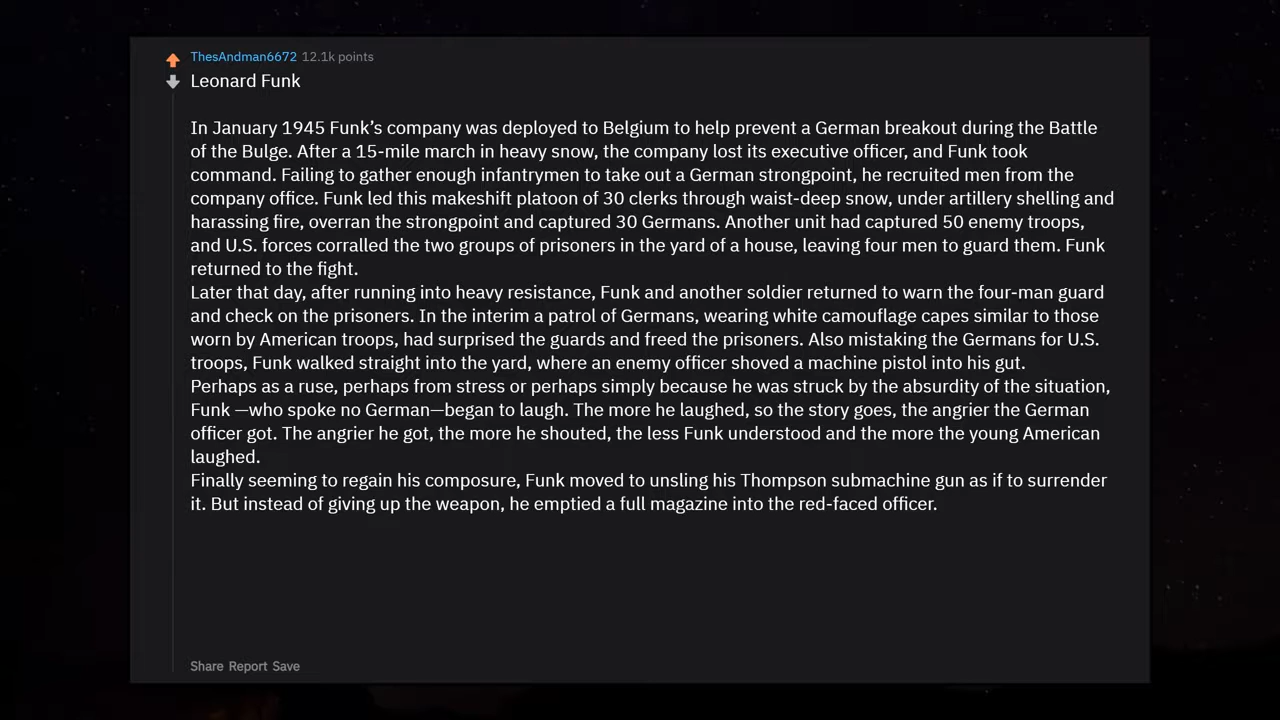 ThesAndman6672 12.1k points
Leonard Funk
In January 1945 Funk’s company was deployed to Belgium to help prevent a German breakout during the Battle
of the Bulge. After a 15-mile march in heavy snow, the company lost its executive officer, and Funk took
command. Failing to gather enough infantrymen to take out a German strongpoint, he recruited men from the
company office. Funk led this makeshift platoon of 30 clerks through waist-deep snow, under artillery shelling and
harassing fire, overran the strongpoint and captured 30 Germans. Another unit had captured 50 enemy troops,
and U.S. forces corralled the two groups of prisoners in the yard of a house, leaving four men to guard them. Funk
returned to the fight.
Later that day, after running into heavy resistance, Funk and another soldier returned to warn the four-man guard
and check on the prisoners. In the interim a patrol of Germans, wearing white camouflage capes similar to those
worn by American troops, had surprised the guards and freed the prisoners. Also mistaking the Germans for U.S.
troops, Funk walked straight into the yard, where an enemy officer shoved a machine pistol into his gut.
Perhaps as a ruse, perhaps from stress or perhaps simply because he was struck by the absurdity of the situation,
Funk —who spoke no German—began to laugh. The more he laughed, so the story goes, the angrier the German
officer got. The angrier he got, the more he shouted, the less Funk understood and the more the young American
laughed.
Finally seeming to regain his composure, Funk moved to unsling his Thompson submachine gun as if to surrender
it. But instead of giving up the weapon, he emptied a full magazine into the red-faced officer.
Share Report Save